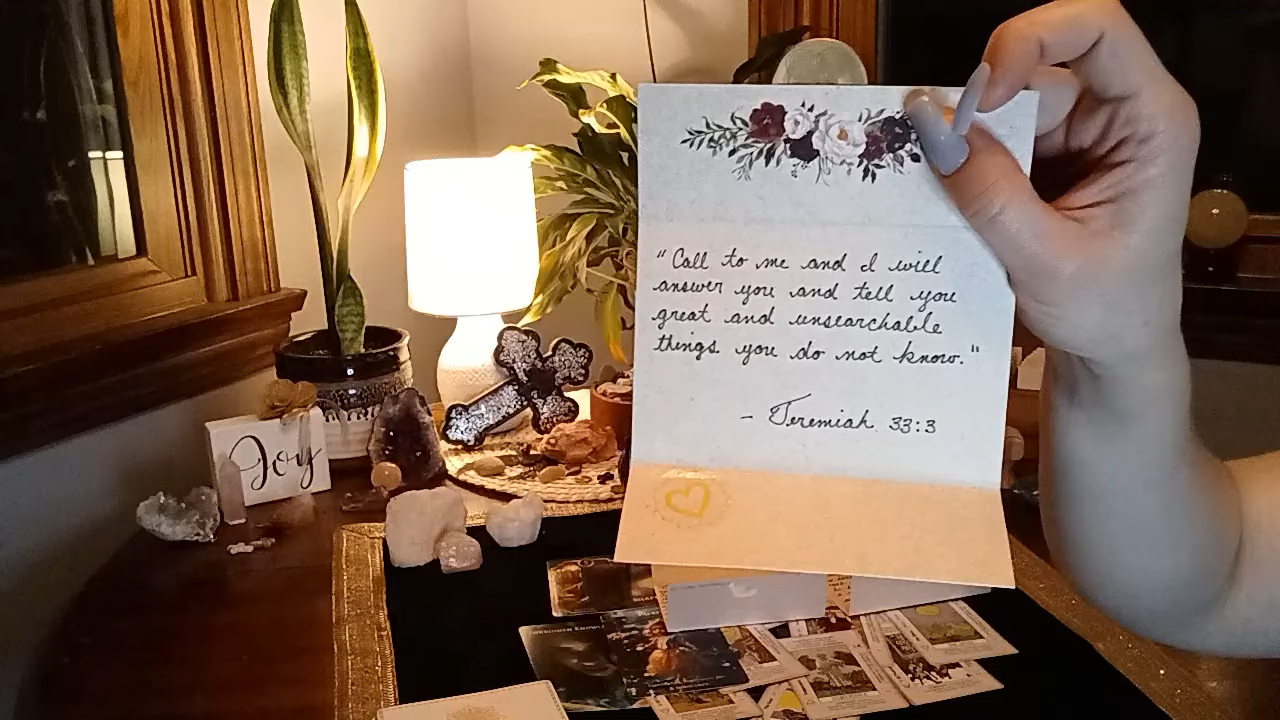 "Call to me and I will
answer you and tell you
great and unsearchable
things you do not know."
- Jeremiah 33:3
Joy